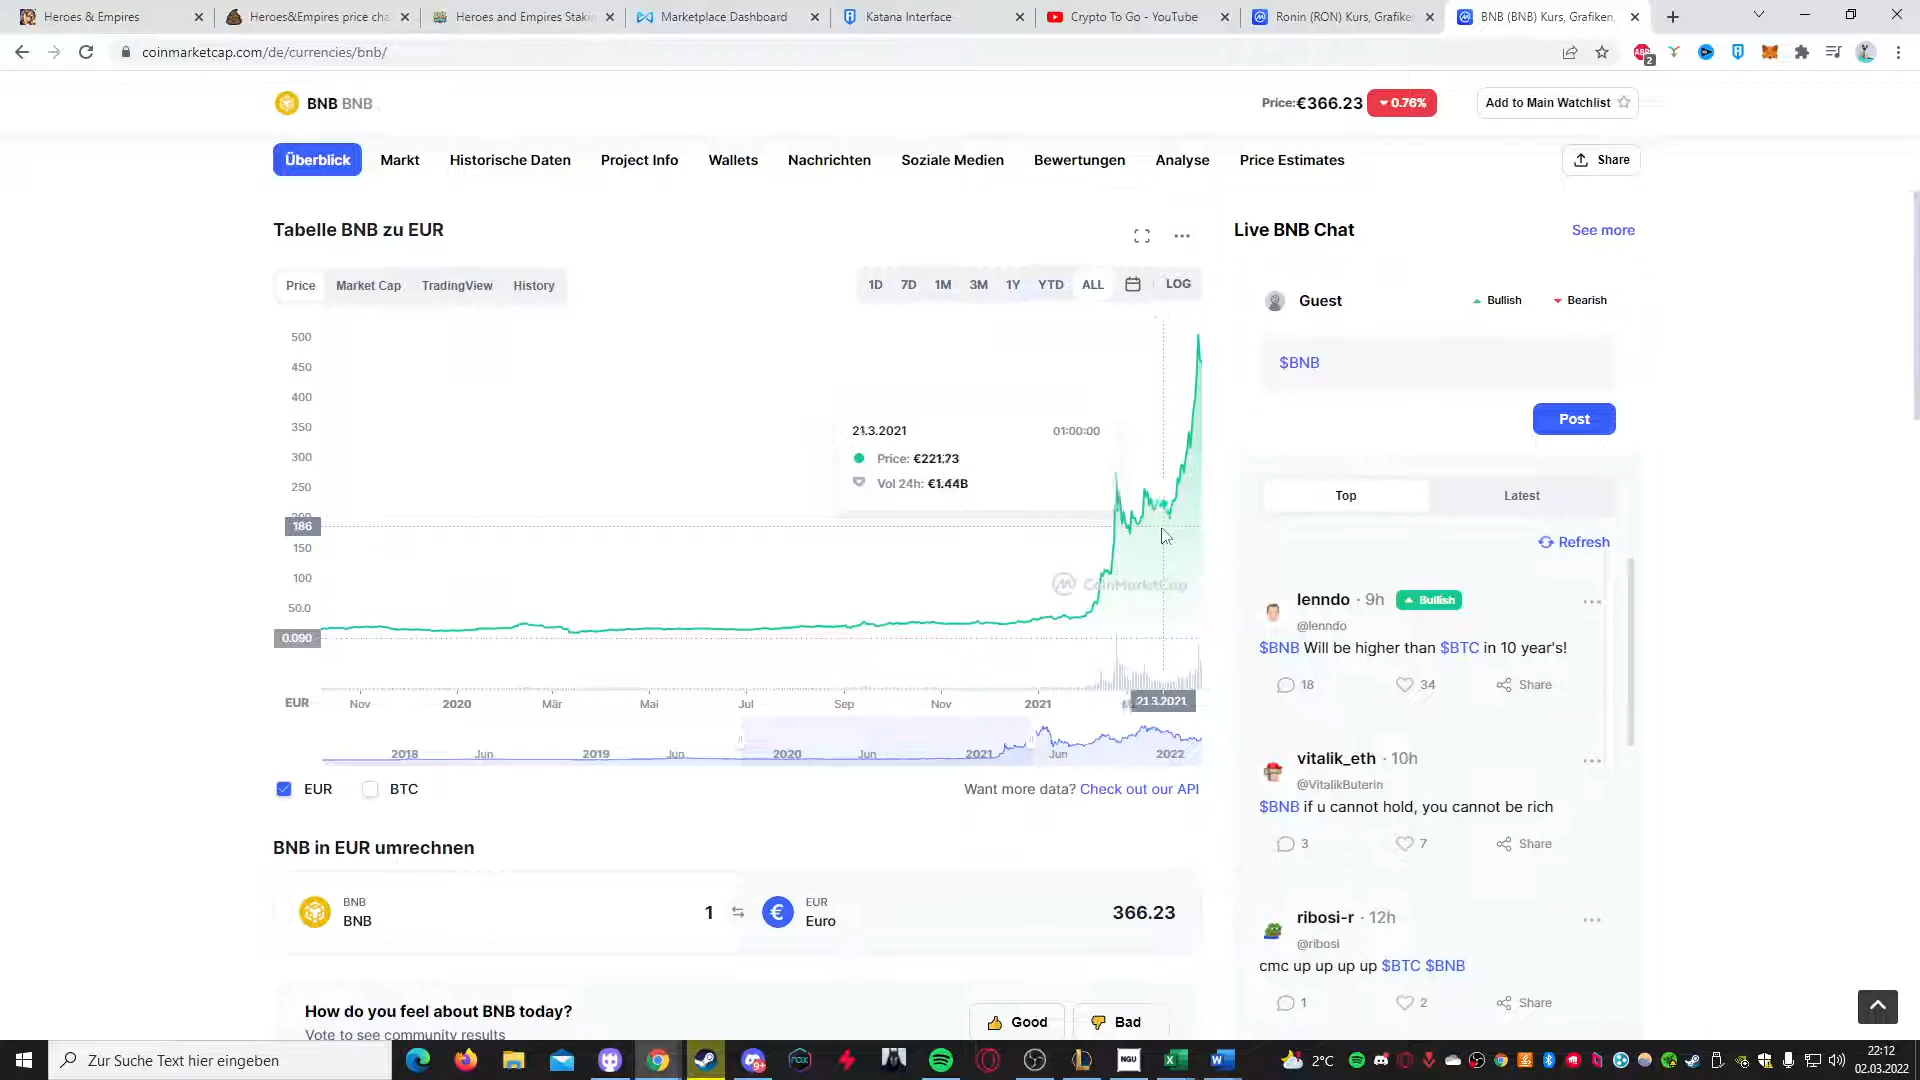 Heroes & Empires
Heroes&Empires price cha
Heroes and Empires Stakin
Marketplace Dashboard
Katana Interface
Crypto To Go - YouTube
Ronin (RON) Kurs, Grafiken
BNB (BNB) Kurs, Grafiken,
coinmarketcap.com/de/currencies/bnb/
ABP
2
BNB BNB
Price:€366.23
0.76%
Add to Main Watchlist
Überblick
Markt
Historische Daten
Project Info
Wallets
Nachrichten
Soziale Medien
Bewertungen
Analyse
Price Estimates
Share
Tabelle BNB zu EUR
Price
Market Cap
TradingView
History
1D
7D
1M
3M
1Y
YTD
ALL
LOG
500
450
400
350
300
250
200
186
150
100
50.0
0.090
21.3.2021
01:00:00
Price: €221.73
Vol 24h: €1.44B
CoinMarketCap
EUR
Nov
2020
Mär
Mai
Jul
Sep
Nov
2021
21.3.2021
2018
Jun
2019
Jun
2020
Jun
2021
Jun
2022
EUR
BTC
Want more data? Check out our API
BNB in EUR umrechnen
BNB
BNB
1
EUR
Euro
366.23
How do you feel about BNB today?
Vote to see community results
Good
Bad
Live BNB Chat
See more
Guest
Bullish
Bearish
$BNB
Post
Top
Latest
Refresh
lenndo · 9h
Bullish
@lenndo
$BNB Will be higher than $BTC in 10 year's!
18
34
Share
vitalik_eth · 10h
@VitalikButerin
$BNB if u cannot hold, you cannot be rich
3
7
Share
ribosi-r · 12h
@ribosi
cmc up up up up $BTC $BNB
1
2
Share
Zur Suche Text hier eingeben
9+
NGU
2°C
22:12
02.03.2022